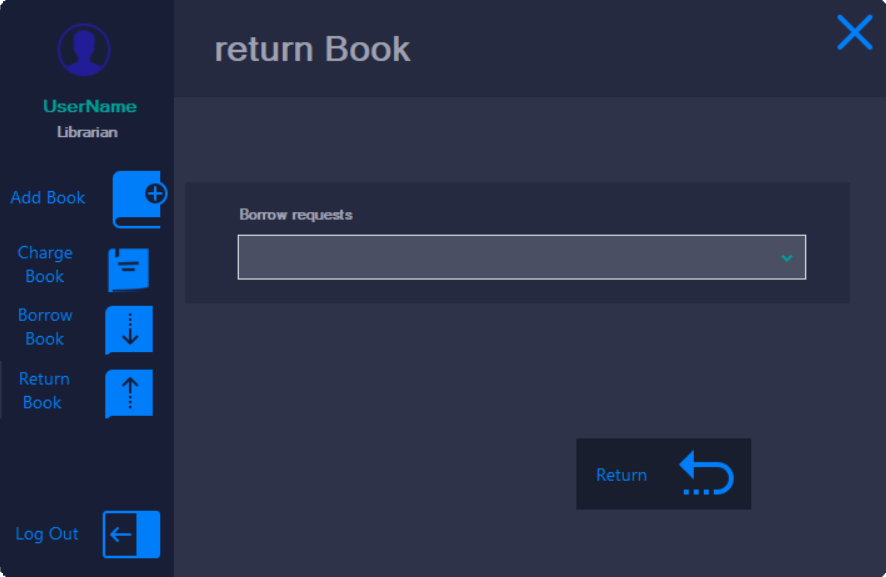 return Book
UserName
Librarian
Add Book
Charge
Book
Borrow
Book
Return
Book
Log Out
Borrow requests
Return